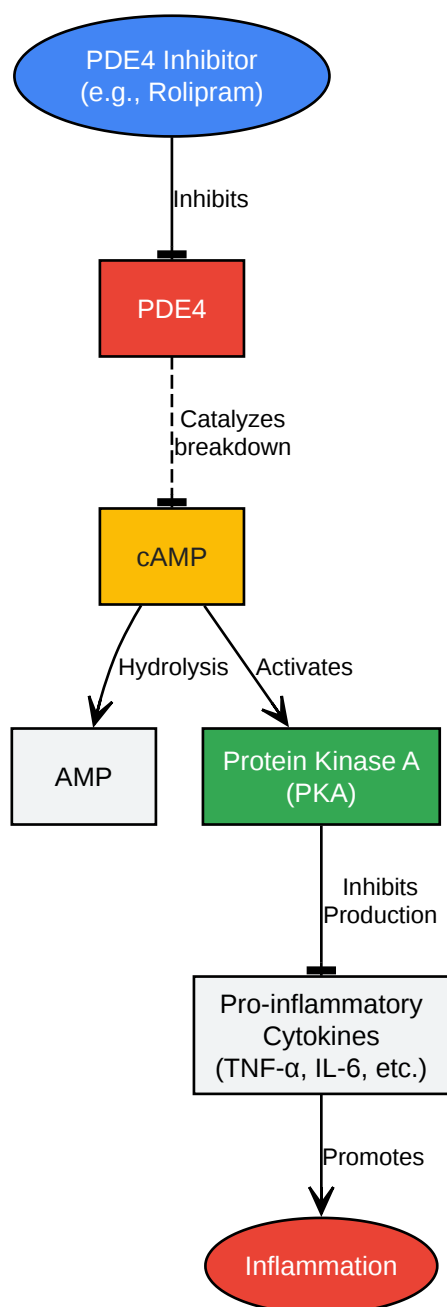 PDE4 Inhibitor
(e.g., Rolipram)
Inhibits
PDE4
Catalyzes
breakdown
cAMP
Hydrolysis
Activates
AMP
Protein Kinase A
(PKA)
Inhibits
Production
Pro-inflammatory
Cytokines
(TNF-α, IL-6, etc.)
Promotes
Inflammation